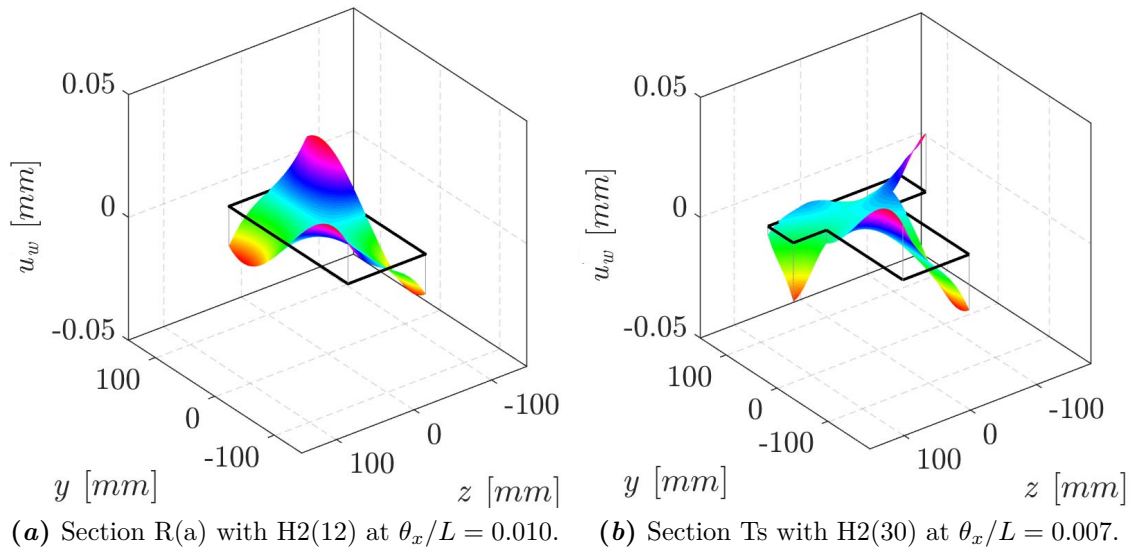 0.05
0
-0.05
u_w [mm]
100
0
-100
y [mm]
100
0
-100
z [mm]
0.05
0
-0.05
u_w [mm]
100
0
-100
y [mm]
100
0
-100
z [mm]
(a) Section R(a) with H2(12) at θ_x/L = 0.010.
(b) Section Ts with H2(30) at θ_x/L = 0.007.